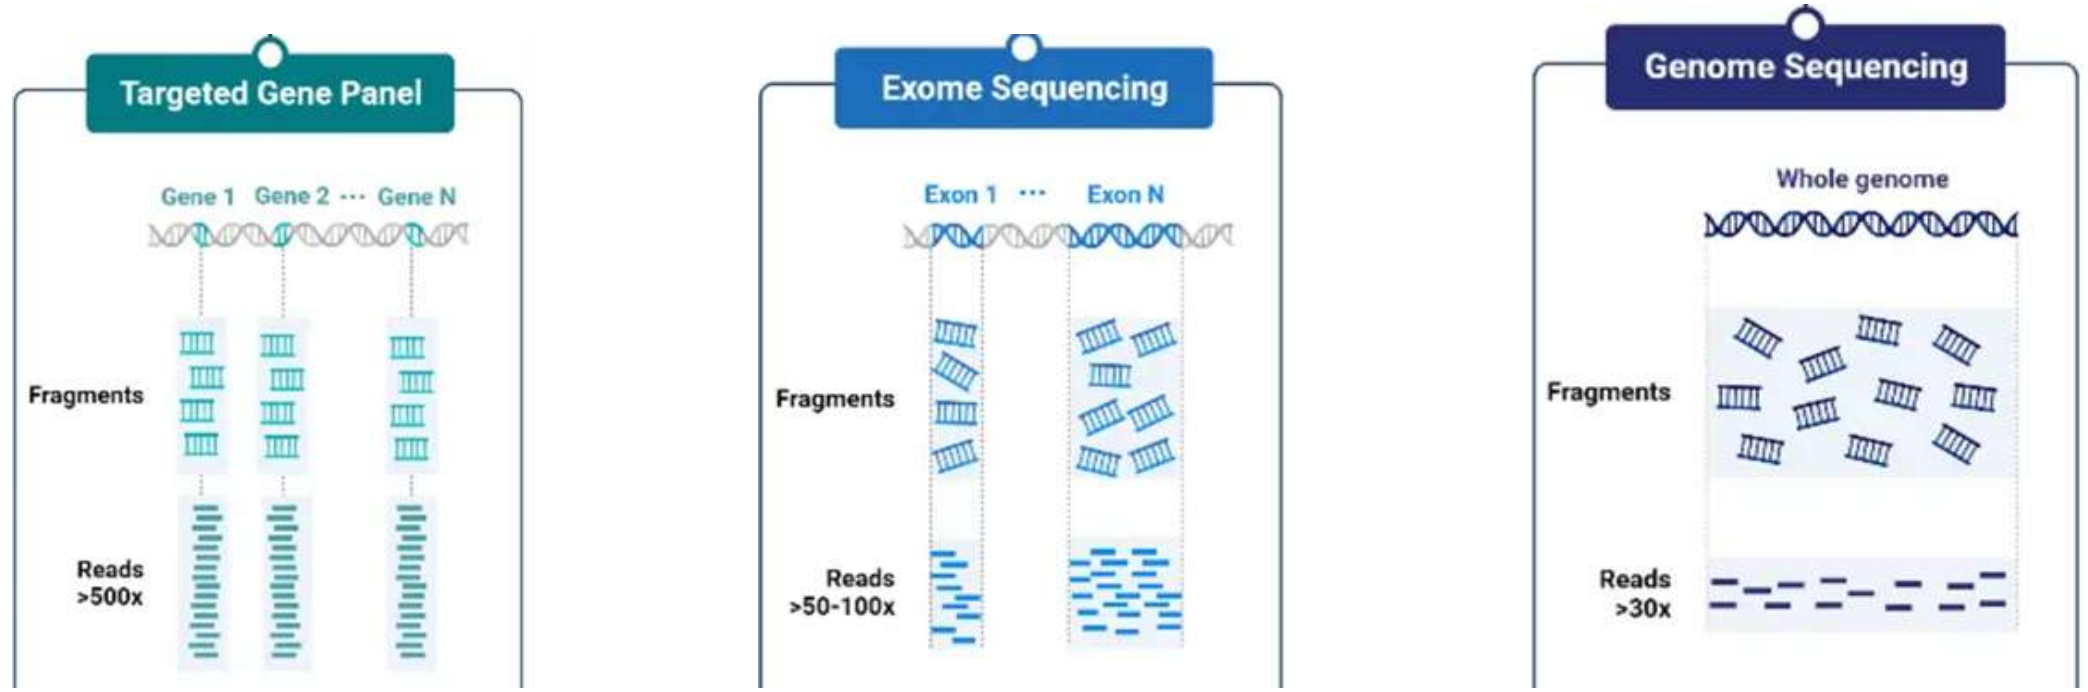 Targeted Gene Panel
Gene 1 Gene 2 ··· Gene N
Fragments
Reads
>500x
Exome Sequencing
Exon 1 ··· Exon N
Fragments
Reads
>50-100x
Genome Sequencing
Whole genome
Fragments
Reads
>30x